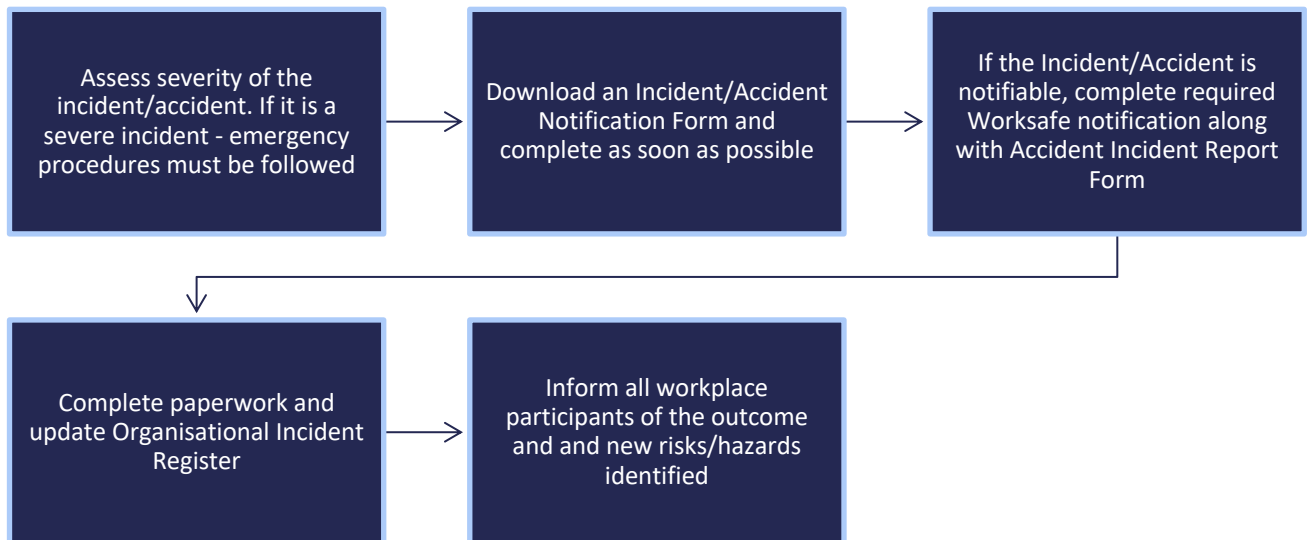 Assess severity of the
incident/accident. If it is a
severe incident - emergency
procedures must be followed
Download an Incident/Accident
Notification Form and
complete as soon as possible
If the Incident/Accident is
notifiable, complete required
Worksafe notification along
with Accident Incident Report
Form
Complete paperwork and
update Organisational Incident
Register
Inform all workplace
participants of the outcome
and and new risks/hazards
identified